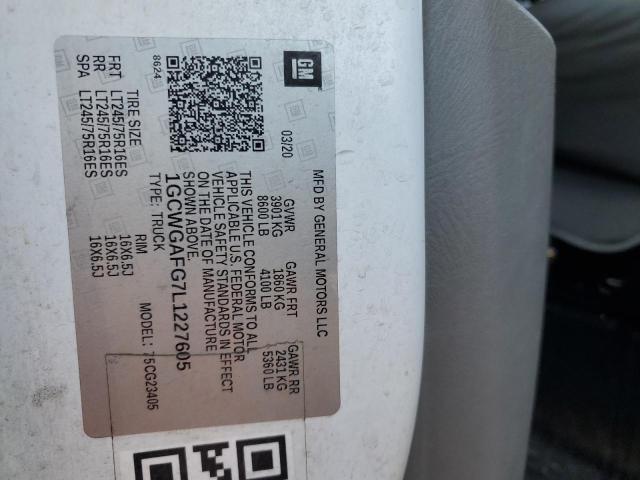 GM
8624
03/20
MFD BY GENERAL MOTORS LLC
GVWR GAWR FRT GAWR RR
3901 KG 1860 KG 2431 KG
8600 LB 4100 LB 5360 LB
THIS VEHICLE CONFORMS TO ALL
APPLICABLE U.S. FEDERAL MOTOR
VEHICLE SAFETY STANDARDS IN EFFECT
ON THE DATE OF MANUFACTURE
SHOWN ABOVE.
1GCWGAFG7L1227605
TYPE: TRUCK MODEL: 75CG23405
TIRE SIZE RIM
FRT LT245/75R16ES 16X6.5J
RR LT245/75R16ES 16X6.5J
SPA LT245/75R16ES 16X6.5J